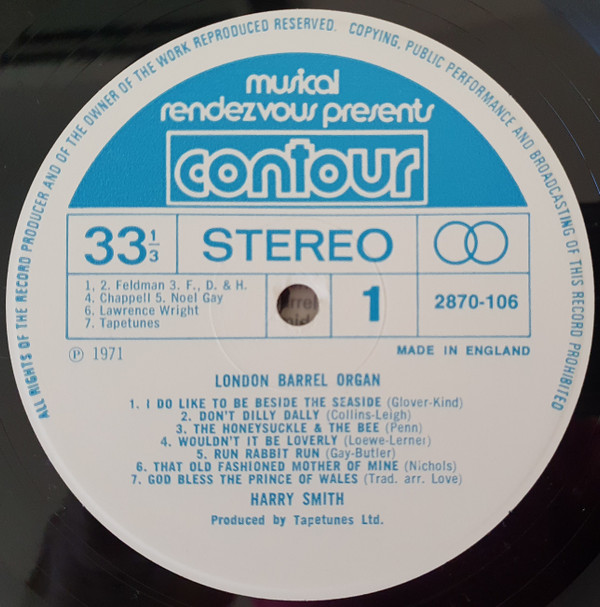 ALL RIGHTS OF THE RECORD PRODUCER AND OF THE OWNER OF THE WORK REPRODUCED RESERVED. COPYING, PUBLIC PERFORMANCE AND BROADCASTING OF THIS RECORD PROHIBITED
musical
rendezvous presents
contour
33 1/3
STEREO
1, 2. Feldman 3. F., D. & H.
4. Chappell 5. Noel Gay
6. Lawrence Wright
7. Tapetunes
1
2870-106
℗ 1971
MADE IN ENGLAND
LONDON BARREL ORGAN
1. I DO LIKE TO BE BESIDE THE SEASIDE (Glover-Kind)
2. DON'T DILLY DALLY (Collins-Leigh)
3. THE HONEYSUCKLE & THE BEE (Penn)
4. WOULDN'T IT BE LOVERLY (Loewe-Lerner)
5. RUN RABBIT RUN (Gay-Butler)
6. THAT OLD FASHIONED MOTHER OF MINE (Nichols)
7. GOD BLESS THE PRINCE OF WALES (Trad. arr. Love)
HARRY SMITH
Produced by Tapetunes Ltd.